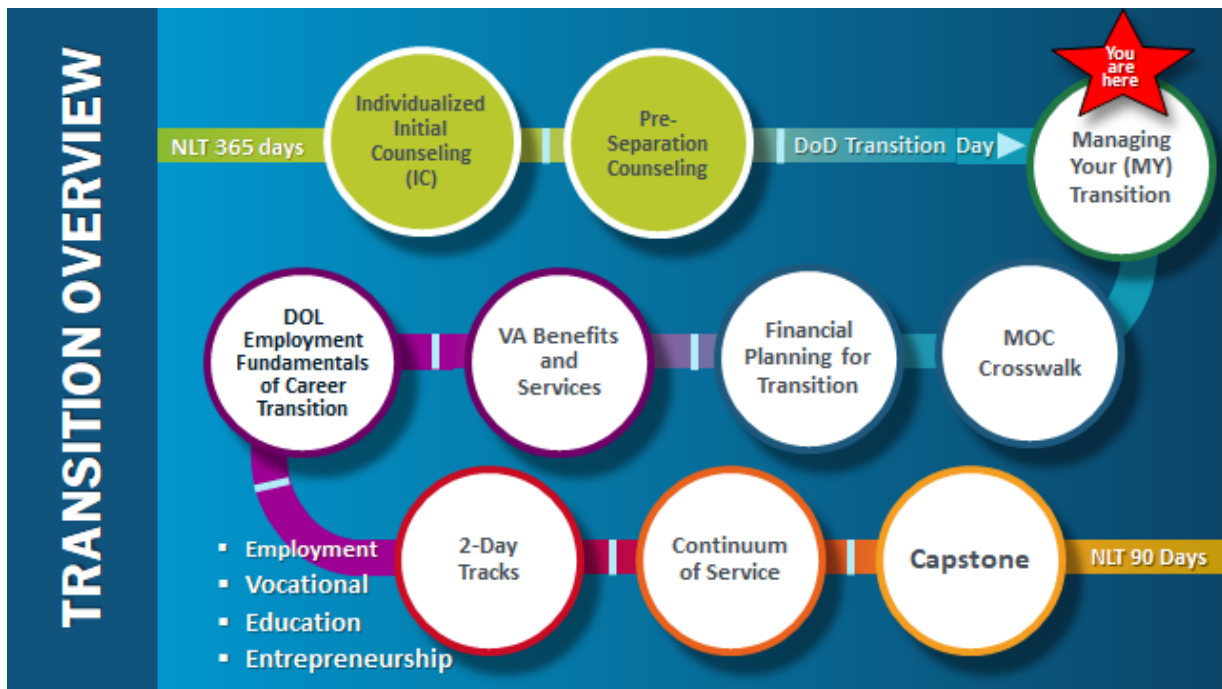 TRANSITION OVERVIEW
NLT 365 days
Individualized
Initial
Counseling
(IC)
Pre-
Separation
Counseling
DoD Transition Day
You
are
here
Managing
Your (MY)
Transition
DOL
Employment
Fundamentals
of Career
Transition
VA Benefits
and
Services
Financial
Planning for
Transition
MOC
Crosswalk
▪ Employment
▪ Vocational
▪ Education
▪ Entrepreneurship
2-Day
Tracks
Continuum
of Service
Capstone
NLT 90 Days